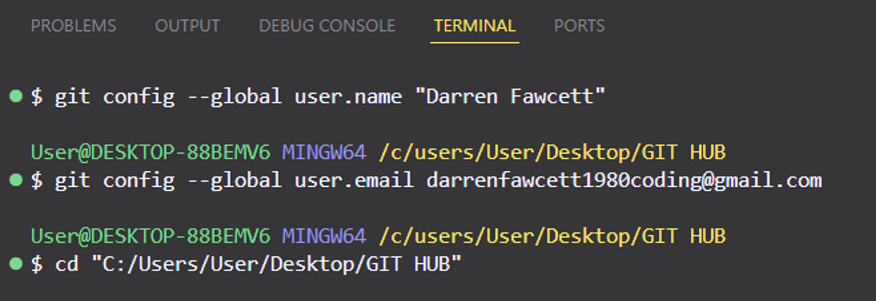 PROBLEMS OUTPUT DEBUG CONSOLE TERMINAL PORTS
$ git config --global user.name "Darren Fawcett"
User@DESKTOP-88BEMV6 MINGW64 /c/users/User/Desktop/GIT HUB
$ git config --global user.email darrenfawcett1980coding@gmail.com
User@DESKTOP-88BEMV6 MINGW64 /c/users/User/Desktop/GIT HUB
$ cd "C:/Users/User/Desktop/GIT HUB"